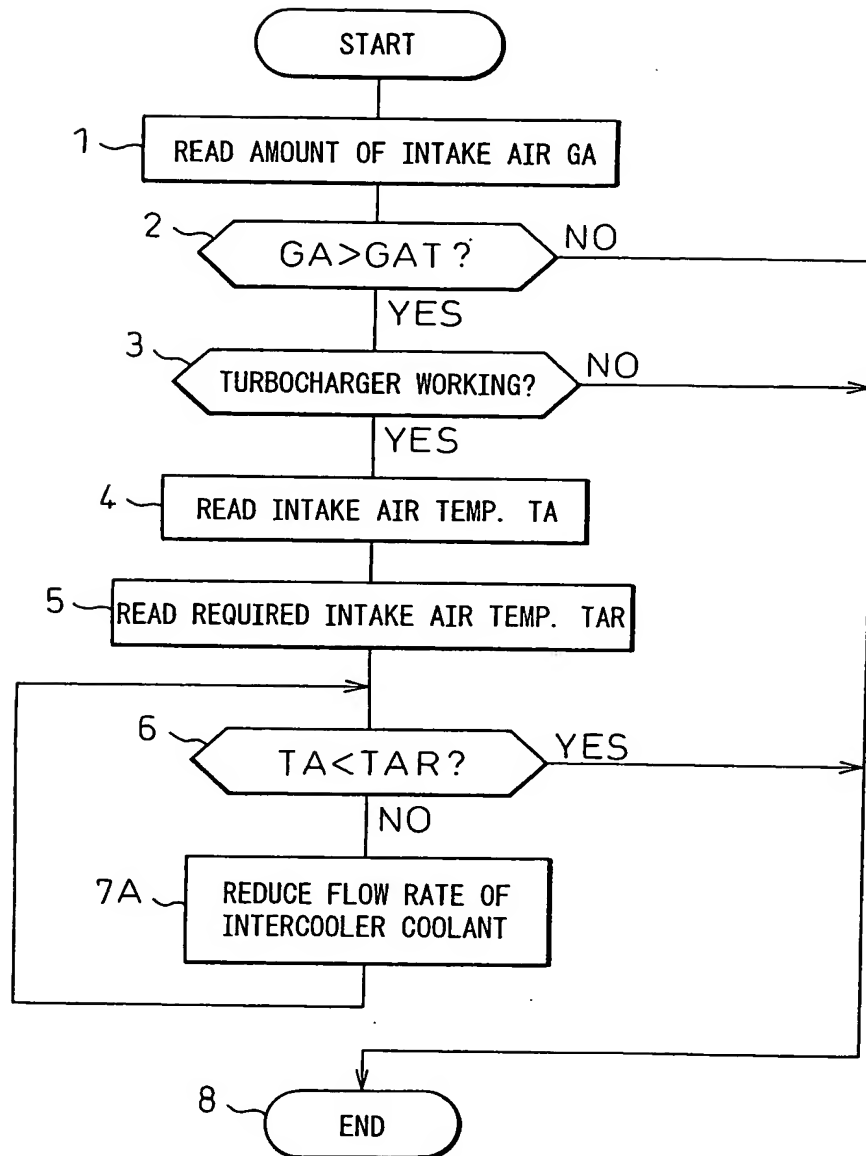 START
1
READ AMOUNT OF INTAKE AIR GA
2
GA>GAT?
NO
YES
3
TURBOCHARGER WORKING?
NO
YES
4
READ INTAKE AIR TEMP. TA
5
READ REQUIRED INTAKE AIR TEMP. TAR
6
TA<TAR?
YES
NO
7A
REDUCE FLOW RATE OF
INTERCOOLER COOLANT
8
END